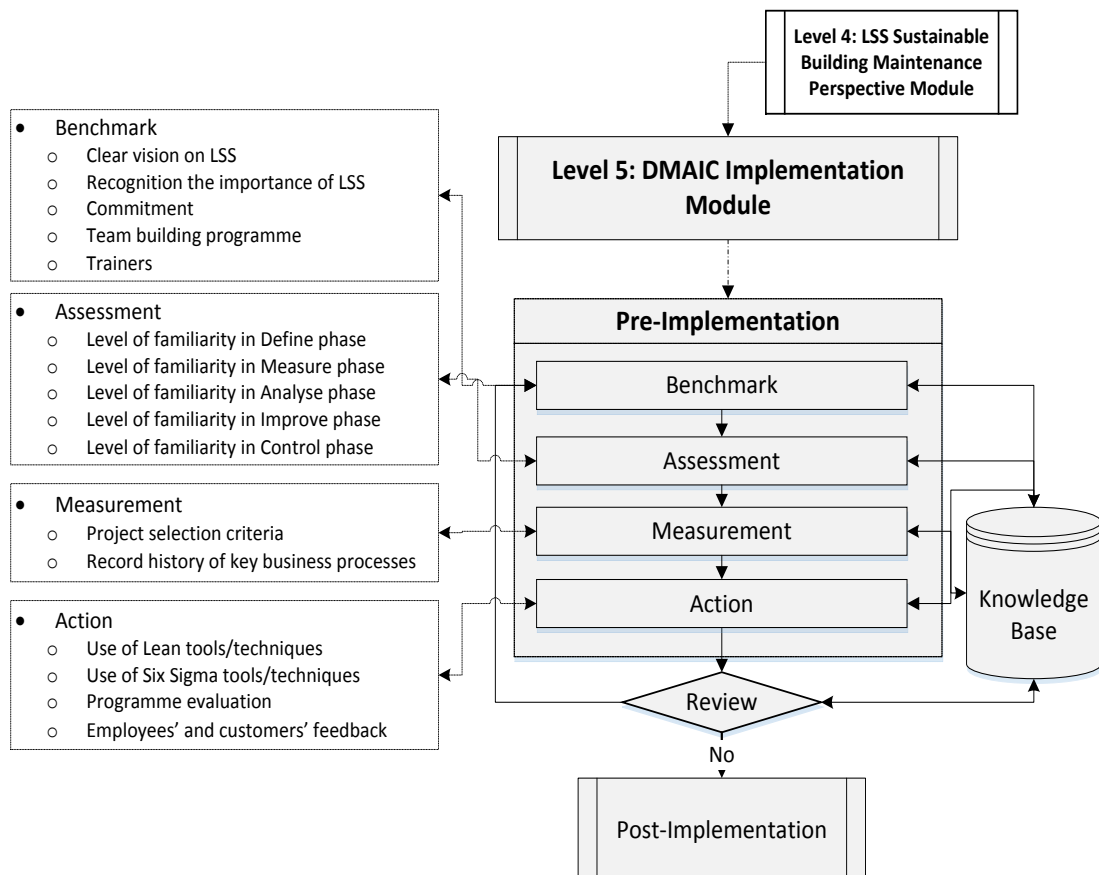 Level 4: LSS Sustainable
Building Maintenance
Perspective Module
Level 5: DMAIC Implementation
Module
• Benchmark
o Clear vision on LSS
o Recognition the importance of LSS
o Commitment
o Team building programme
o Trainers
• Assessment
o Level of familiarity in Define phase
o Level of familiarity in Measure phase
o Level of familiarity in Analyse phase
o Level of familiarity in Improve phase
o Level of familiarity in Control phase
• Measurement
o Project selection criteria
o Record history of key business processes
• Action
o Use of Lean tools/techniques
o Use of Six Sigma tools/techniques
o Programme evaluation
o Employees’ and customers’ feedback
Pre-Implementation
Benchmark
Assessment
Measurement
Action
Knowledge
Base
Review
No
Post-Implementation